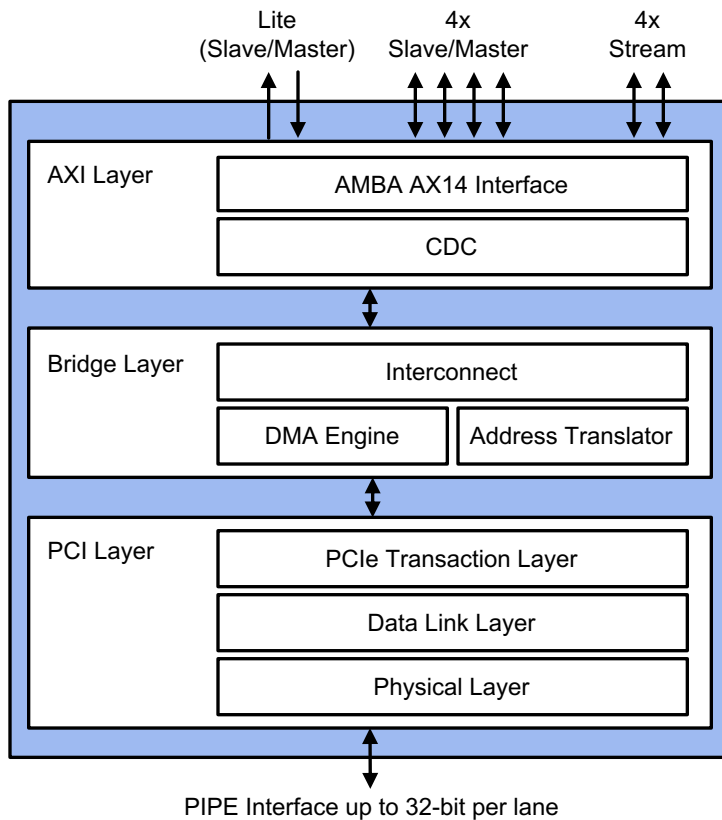 Lite
(Slave/Master)
4x
Slave/Master
4x
Stream
AXI Layer
AMBA AX14 Interface
CDC
Bridge Layer
Interconnect
DMA Engine
Address Translator
PCI Layer
PCIe Transaction Layer
Data Link Layer
Physical Layer
PIPE Interface up to 32-bit per lane